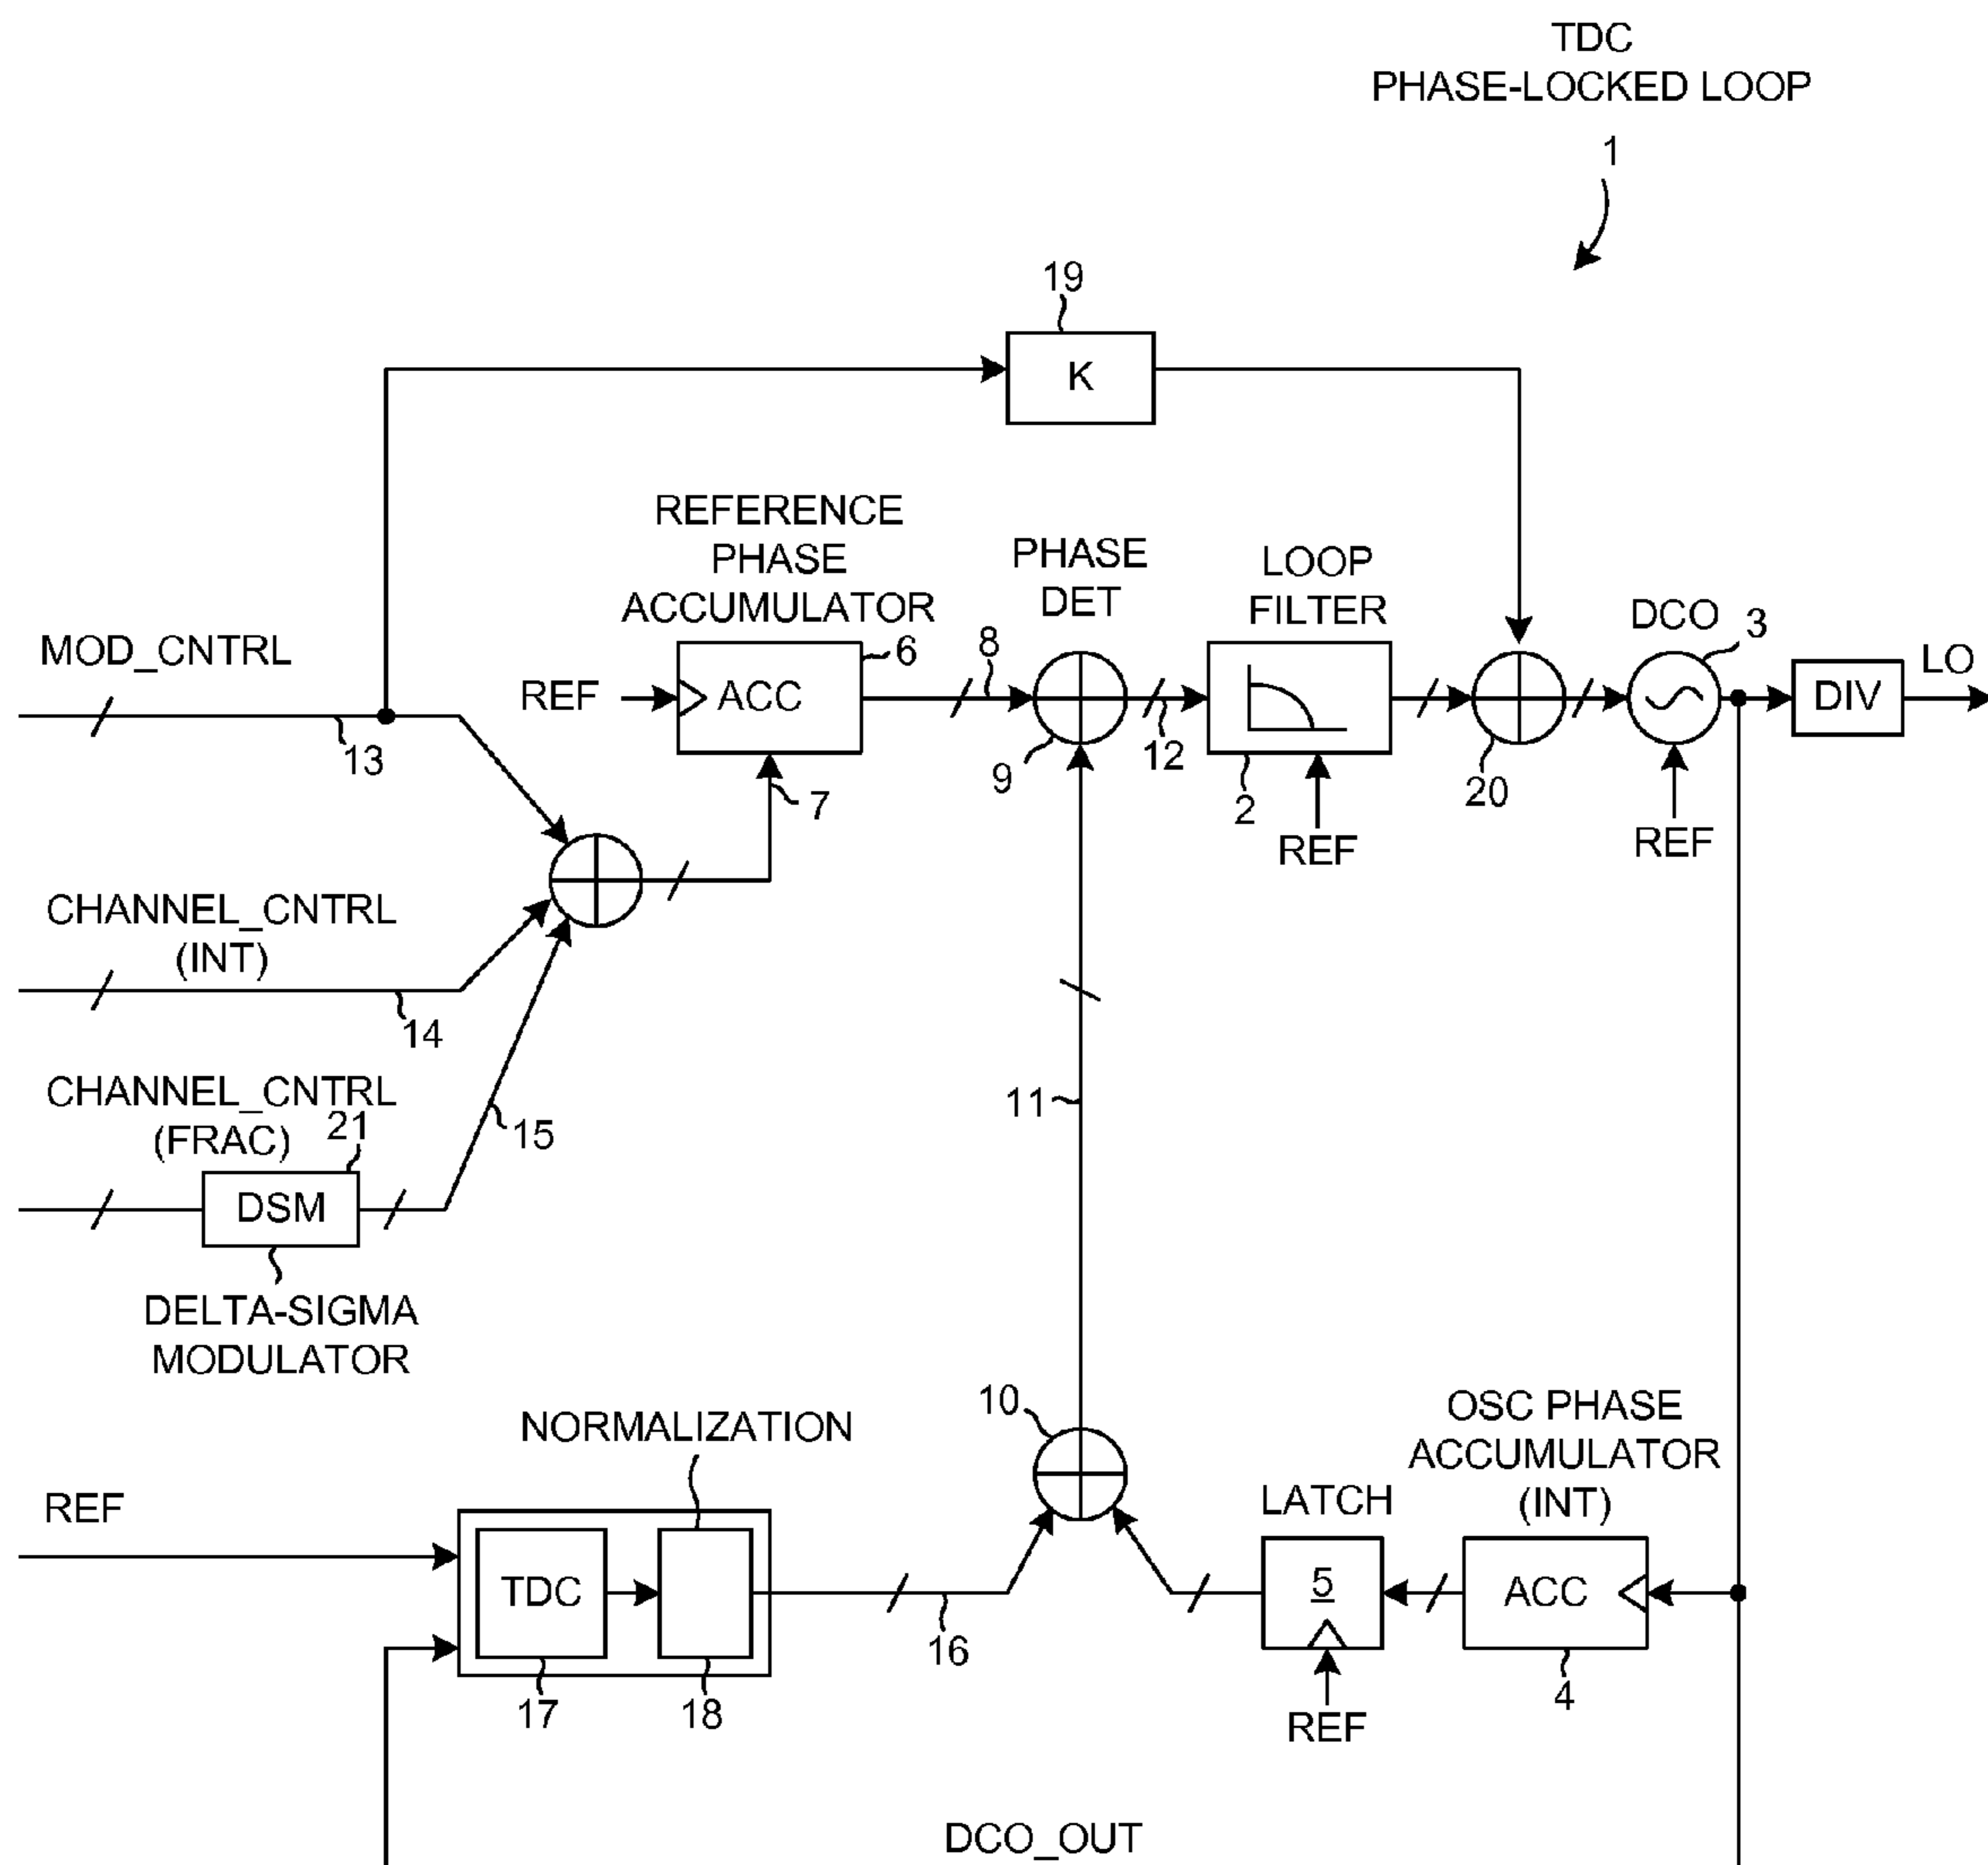 TDC
PHASE-LOCKED LOOP
1
19
K
REFERENCE
PHASE
ACCUMULATOR
PHASE
DET
LOOP
FILTER
DCO
3
MOD_CNTRL
6
8
REF
ACC
DIV
LO
13
9
12
2
20
7
REF
REF
CHANNEL_CNTRL
(INT)
14
CHANNEL_CNTRL
(FRAC)
21
15
11
DSM
DELTA-SIGMA
MODULATOR
NORMALIZATION
10
OSC PHASE
ACCUMULATOR
(INT)
LATCH
REF
TDC
5
ACC
16
17
18
REF
4
DCO_OUT